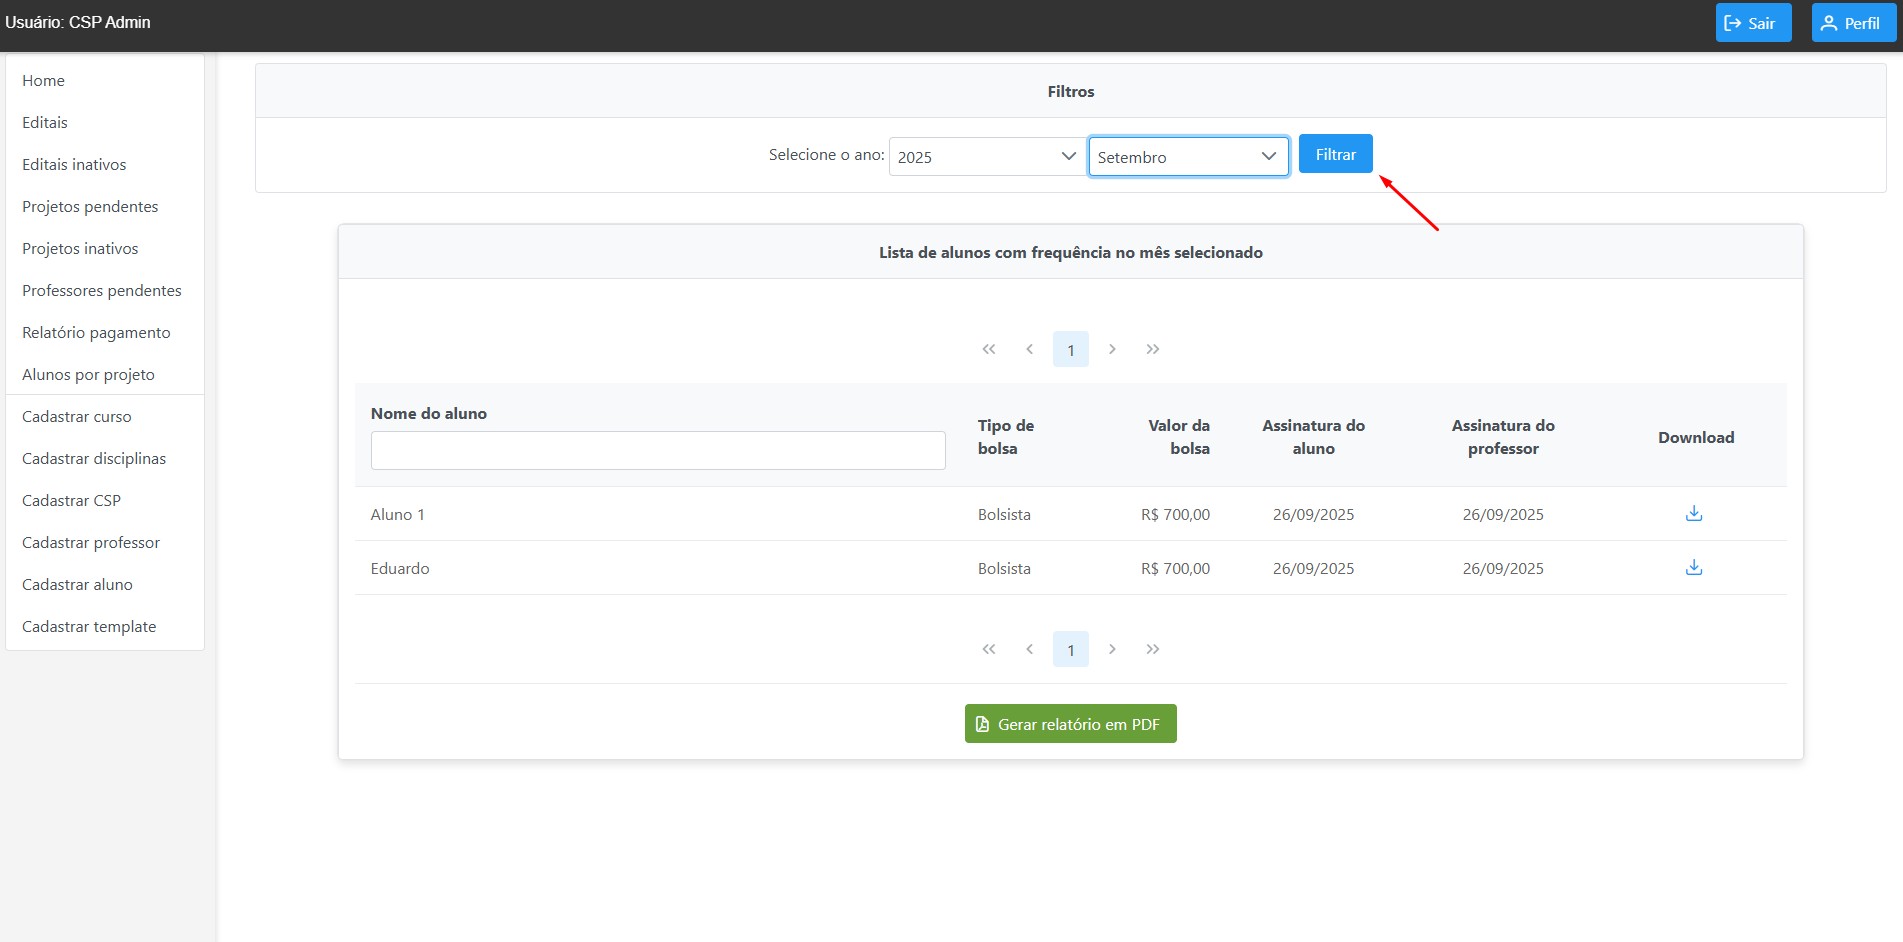 Usuário: CSP Admin
Sair
Perfil
Home
Editais
Editais inativos
Projetos pendentes
Projetos inativos
Professores pendentes
Relatório pagamento
Alunos por projeto
Cadastrar curso
Cadastrar disciplinas
Cadastrar CSP
Cadastrar professor
Cadastrar aluno
Cadastrar template
Filtros
Selecione o ano: 2025 Setembro Filtrar
Lista de alunos com frequência no mês selecionado
1
Nome do aluno
Tipo de
bolsa
Valor da
bolsa
Assinatura do
aluno
Assinatura do
professor
Download
Aluno 1 Bolsista R$ 700,00 26/09/2025 26/09/2025
Eduardo Bolsista R$ 700,00 26/09/2025 26/09/2025
1
Gerar relatório em PDF